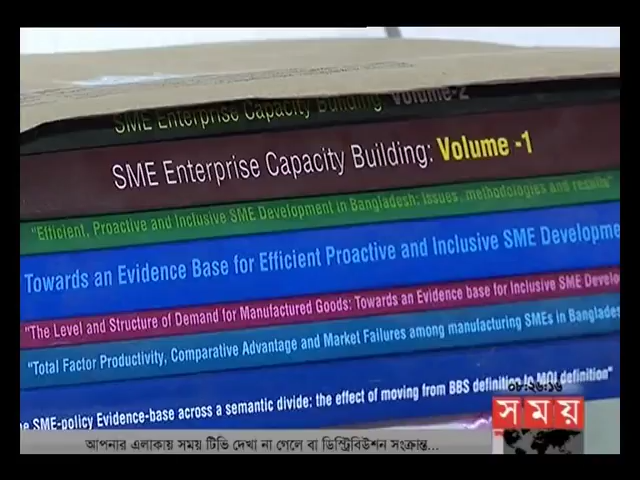 SME Enterprise Capacity Building: Volume-2
SME Enterprise Capacity Building: Volume -1
"Efficient, Proactive and Inclusive SME Development in Bangladesh: Issues, methodologies and results"
Towards an Evidence Base for Efficient Proactive and Inclusive SME Developme
"The Level and Structure of Demand for Manufactured Goods: Towards an Evidence base for Inclusive SME Develo
"Total Factor Productivity, Comparative Advantage and Market Failures among manufacturing SMEs in Banglades
e SME-policy Evidence-base across a semantic divide: the effect of moving from BBS definition to MOI definition"
০৮:২৬:১৬
সময়
আপনার এলাকায় সময় টিভি দেখা না গেলে বা ডিস্ট্রিবিউশন সংক্রান্ত...